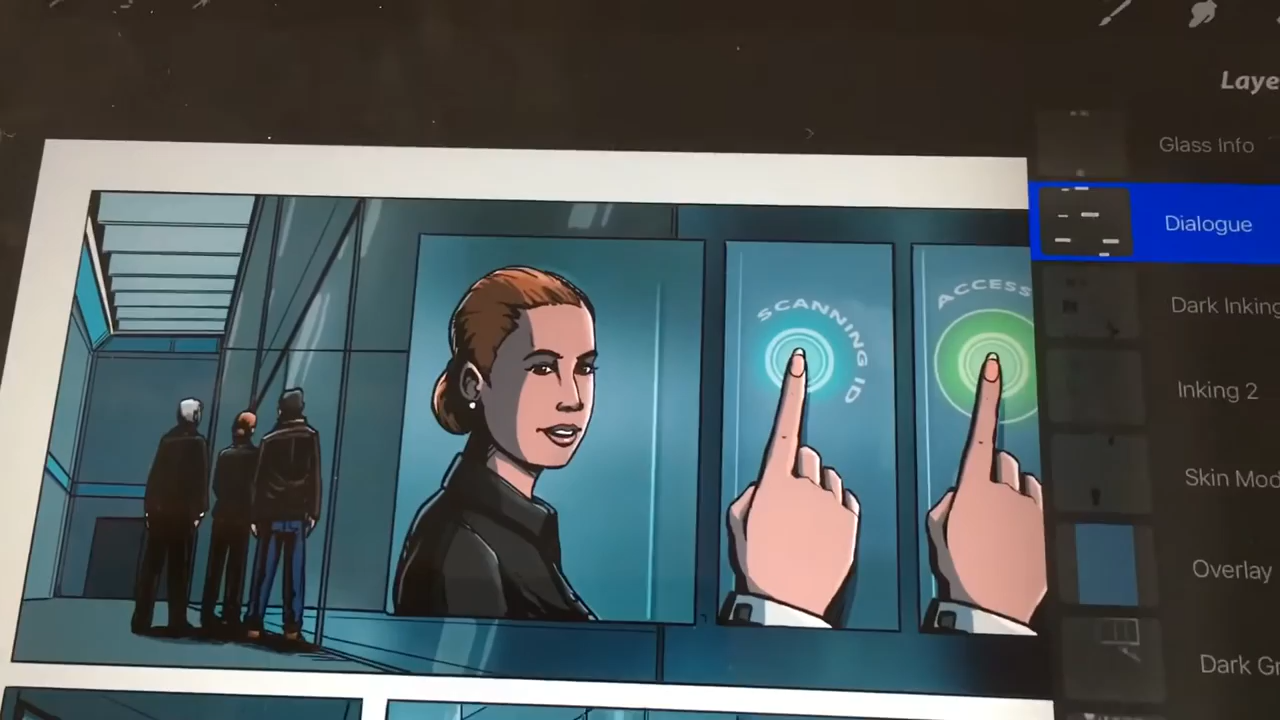 Laye
Glass Info
Dialogue
Dark Inking
Inking 2
Skin Mod
Overlay
Dark Gr
SCANNING ID
ACCESS